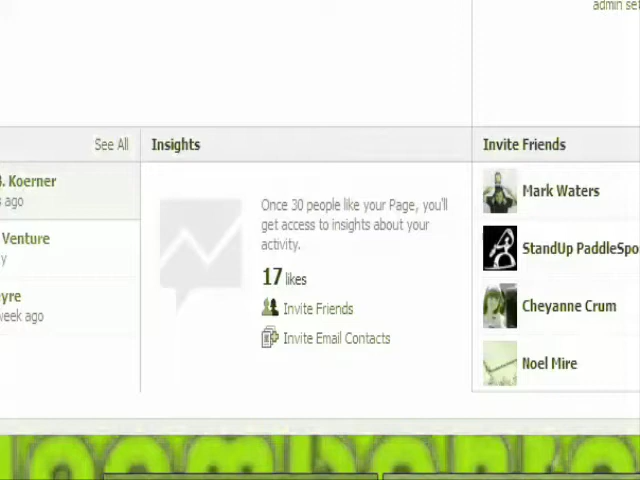 admin set
See All
Insights
Invite Friends
B. Koerner
s ago
Once 30 people like your Page, you'll
get access to insights about your
activity.
Mark Waters
Venture
y
StandUp PaddleSpo
17 likes
eyre
week ago
Invite Friends
Cheyanne Crum
Invite Email Contacts
Noel Mire